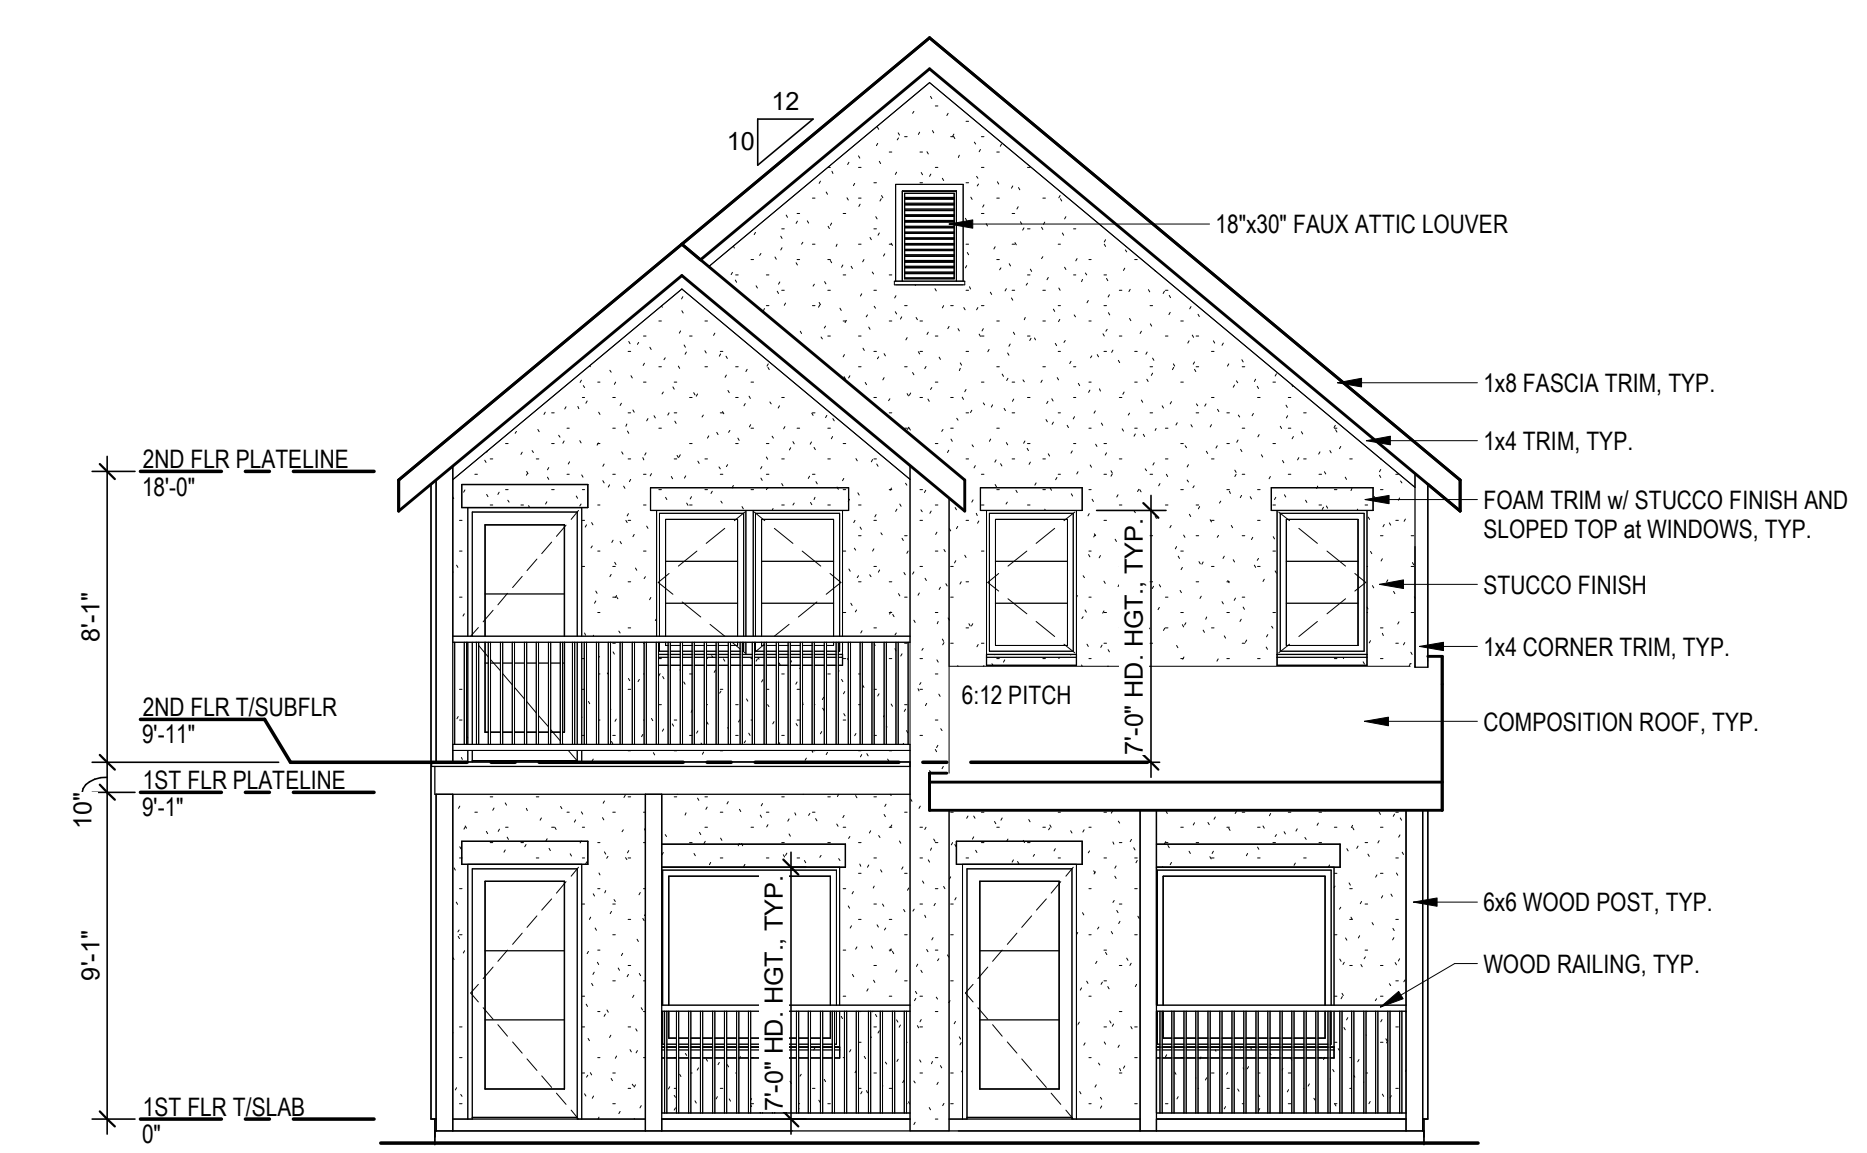 12
10
18"x30" FAUX ATTIC LOUVER
1x8 FASCIA TRIM, TYP.
1x4 TRIM, TYP.
2ND FLR PLATELINE
18'-0"
FOAM TRIM w/ STUCCO FINISH AND
SLOPED TOP at WINDOWS, TYP.
STUCCO FINISH
8'-1"
7'-0" HD. HGT., TYP.
1x4 CORNER TRIM, TYP.
6:12 PITCH
2ND FLR T/SUBFLR
9'-11"
COMPOSITION ROOF, TYP.
1ST FLR PLATELINE
9'-1"
10"
6x6 WOOD POST, TYP.
9'-1"
7'-0" HD. HGT., TYP.
WOOD RAILING, TYP.
1ST FLR T/SLAB
0"